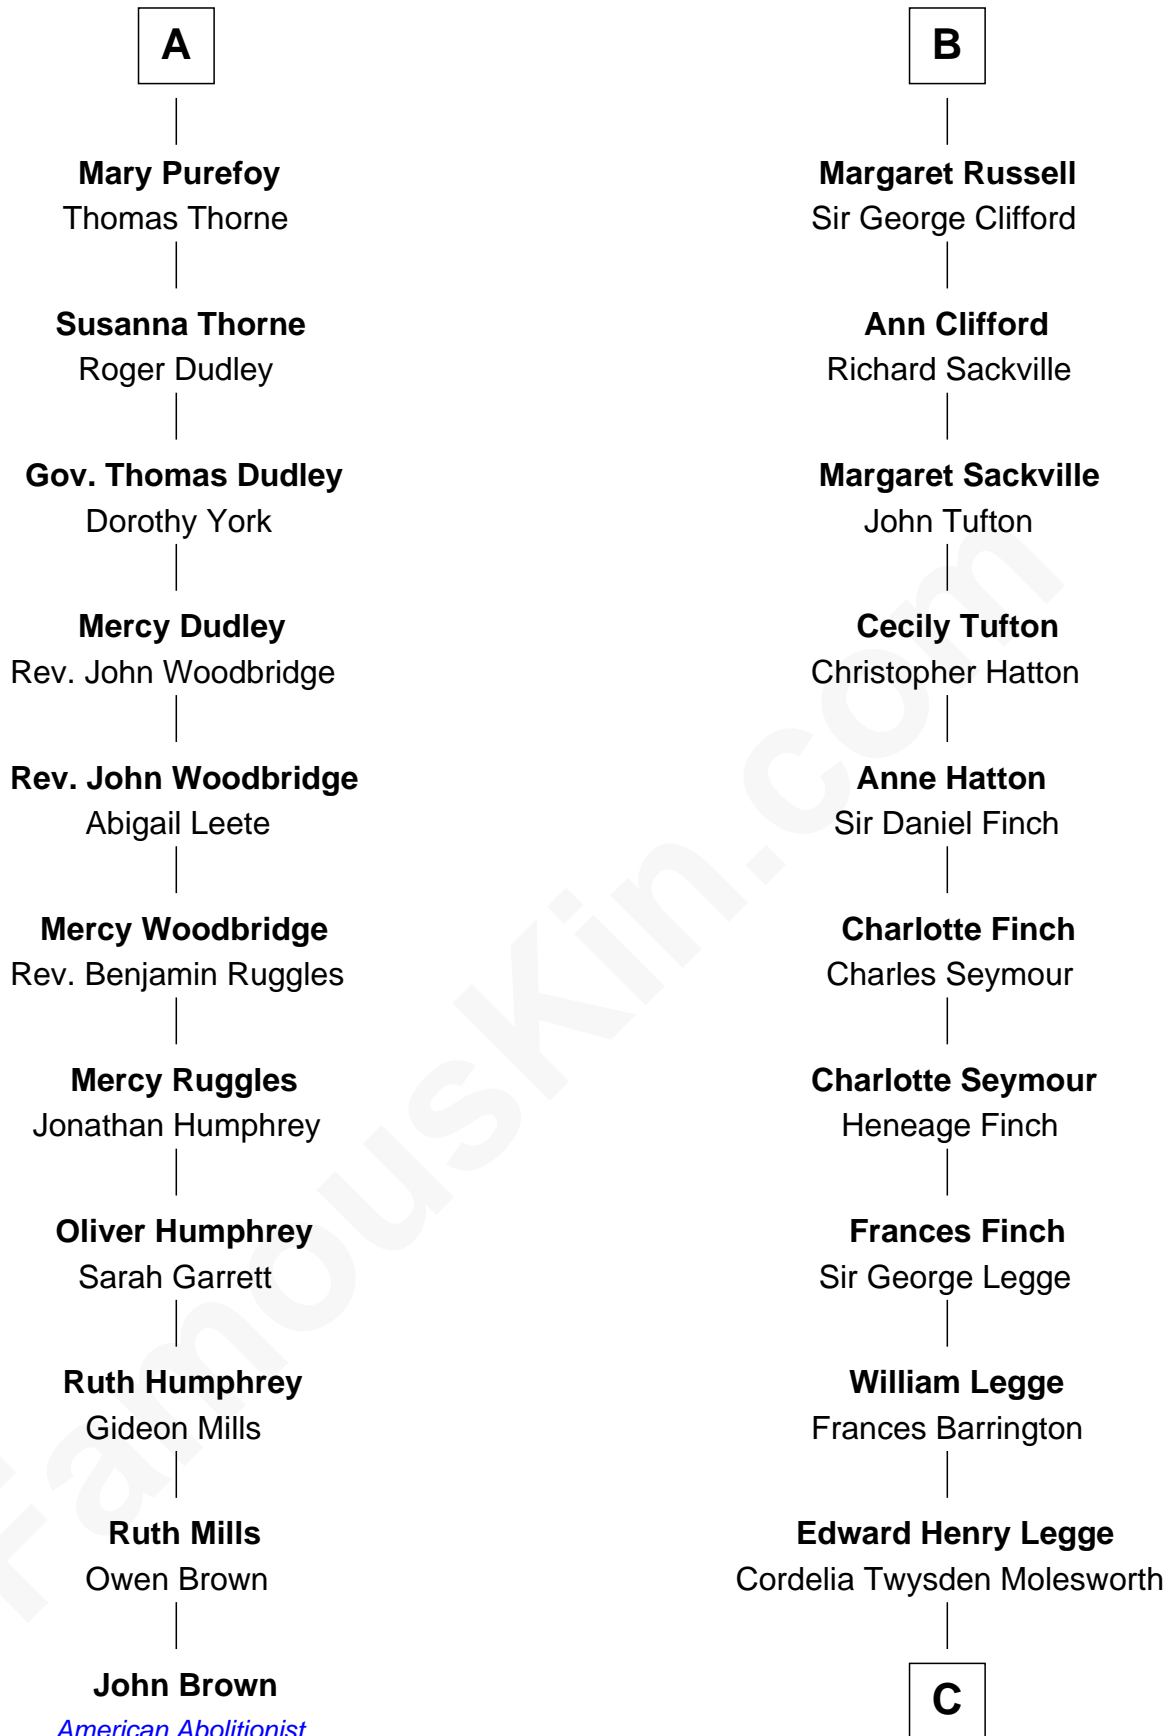 A
Mary Purefoy
Thomas Thorne
Susanna Thorne
Roger Dudley
Gov. Thomas Dudley
Dorothy York
Mercy Dudley
Rev. John Woodbridge
Rev. John Woodbridge
Abigail Leete
Mercy Woodbridge
Rev. Benjamin Ruggles
Mercy Ruggles
Jonathan Humphrey
Oliver Humphrey
Sarah Garrett
Ruth Humphrey
Gideon Mills
Ruth Mills
Owen Brown
John Brown
American Abolitionist
B
Margaret Russell
Sir George Clifford
Ann Clifford
Richard Sackville
Margaret Sackville
John Tufton
Cecily Tufton
Christopher Hatton
Anne Hatton
Sir Daniel Finch
Charlotte Finch
Charles Seymour
Charlotte Seymour
Heneage Finch
Frances Finch
Sir George Legge
William Legge
Frances Barrington
Edward Henry Legge
Cordelia Twysden Molesworth
C
FamousKin.com